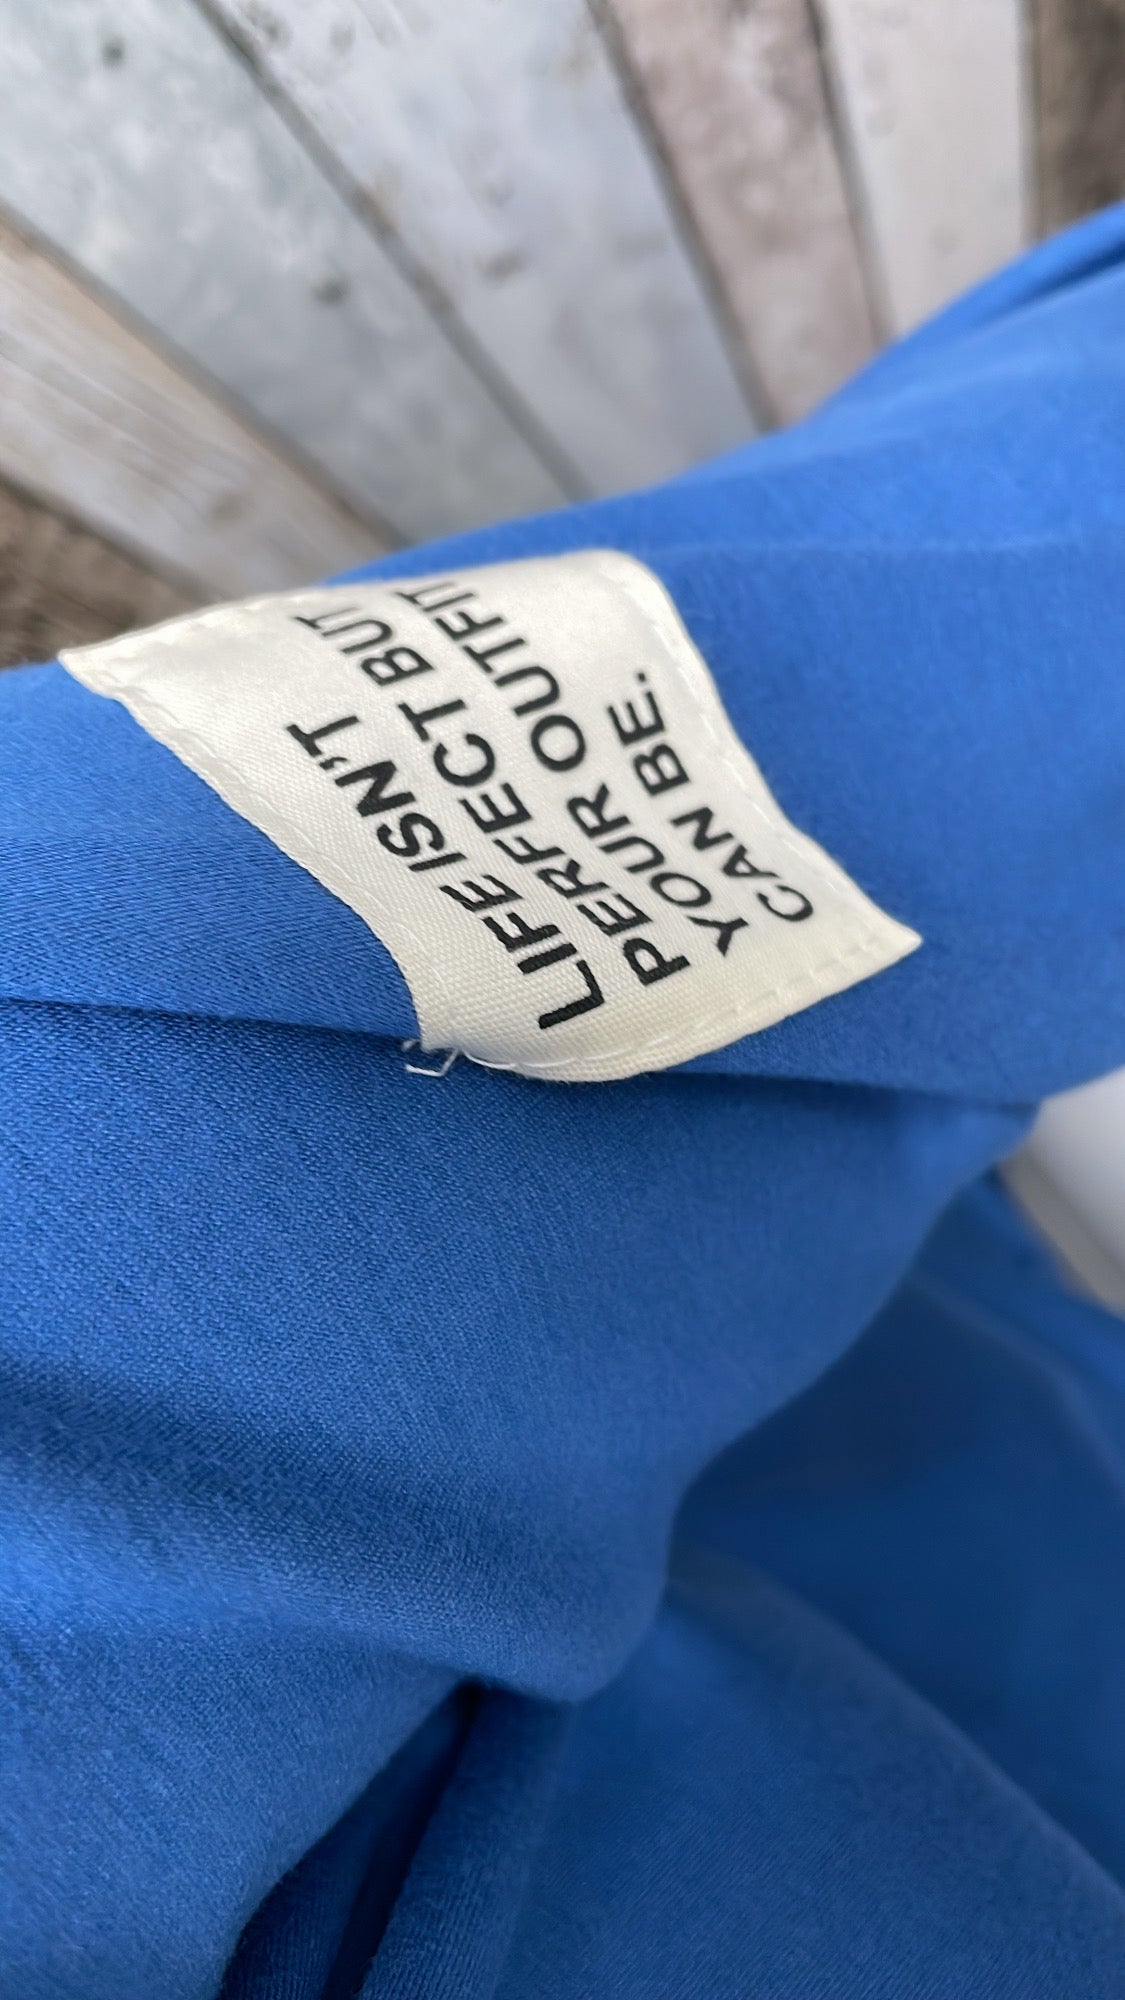 LIFE ISN'T
PERFECT BUT
YOUR OUTFIT
CAN BE.